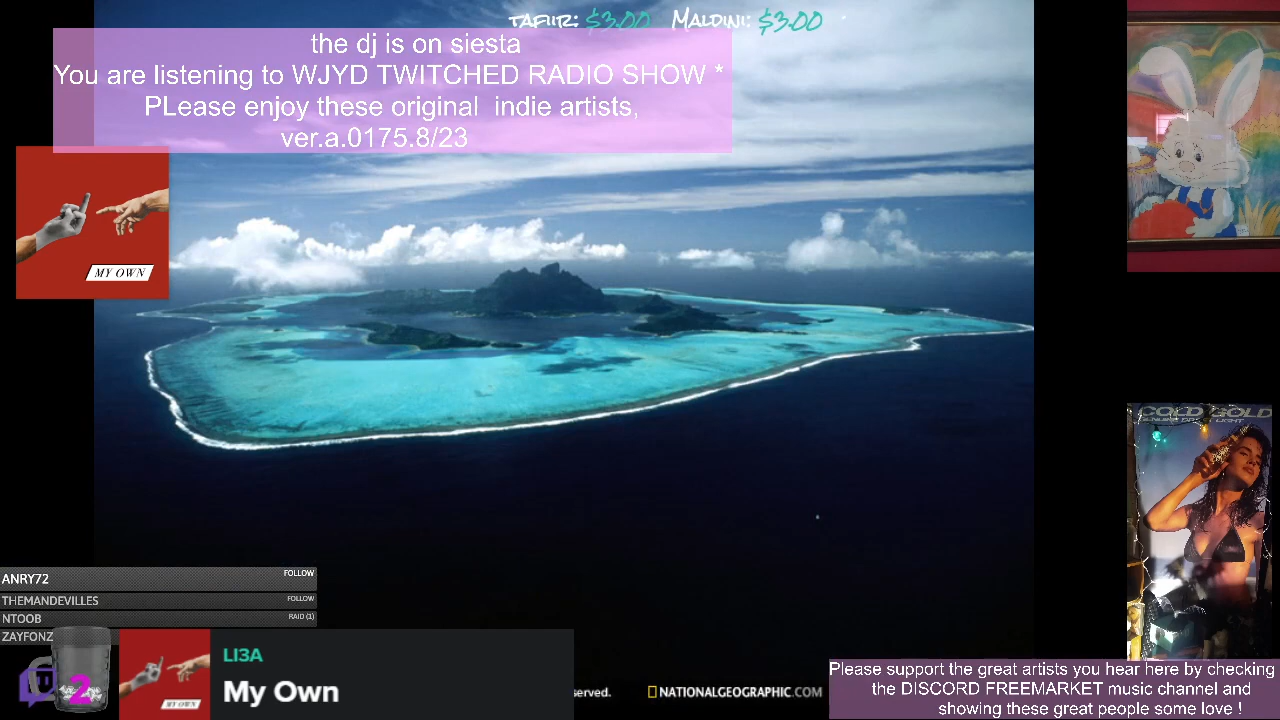 TAFIIR: $3.00 MALDINI: $3.00
the dj is on siesta
You are listening to WJYD TWITCHED RADIO SHOW *
PLease enjoy these original indie artists,
ver.a.0175.8/23
MY OWN
COLD GOLD
ANRY72 FOLLOW
THEMANDEVILLES FOLLOW
NTOOB RAID (1)
ZAYFONZ
2
MY OWN
LI3A
My Own
served. NATIONALGEOGRAPHIC.COM
Please support the great artists you hear here by checking
the DISCORD FREEMARKET music channel and
showing these great people some love !